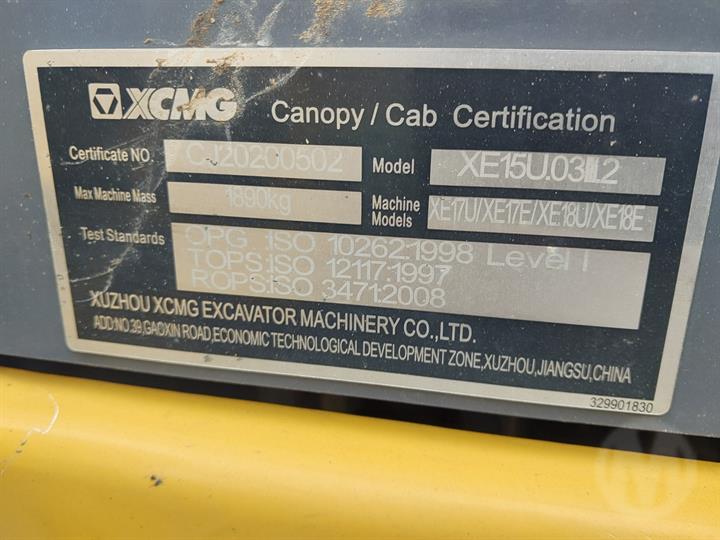 XCMG Canopy / Cab Certification
Certificate NO. CJ20200502 Model XE15U.03Ⅲ.2
Max Machine Mass 1890kg Machine Models XE17U/XE17E/XE18U/XE18E
Test Standards OPG :ISO 10262:1998 Level I
TOPS:ISO 12117:1997
ROPS:ISO 3471:2008
XUZHOU XCMG EXCAVATOR MACHINERY CO.,LTD.
ADD:NO.39,GAOXIN ROAD,ECONOMIC TECHNOLOGICAL DEVELOPMENT ZONE,XUZHOU,JIANGSU,CHINA
329901830